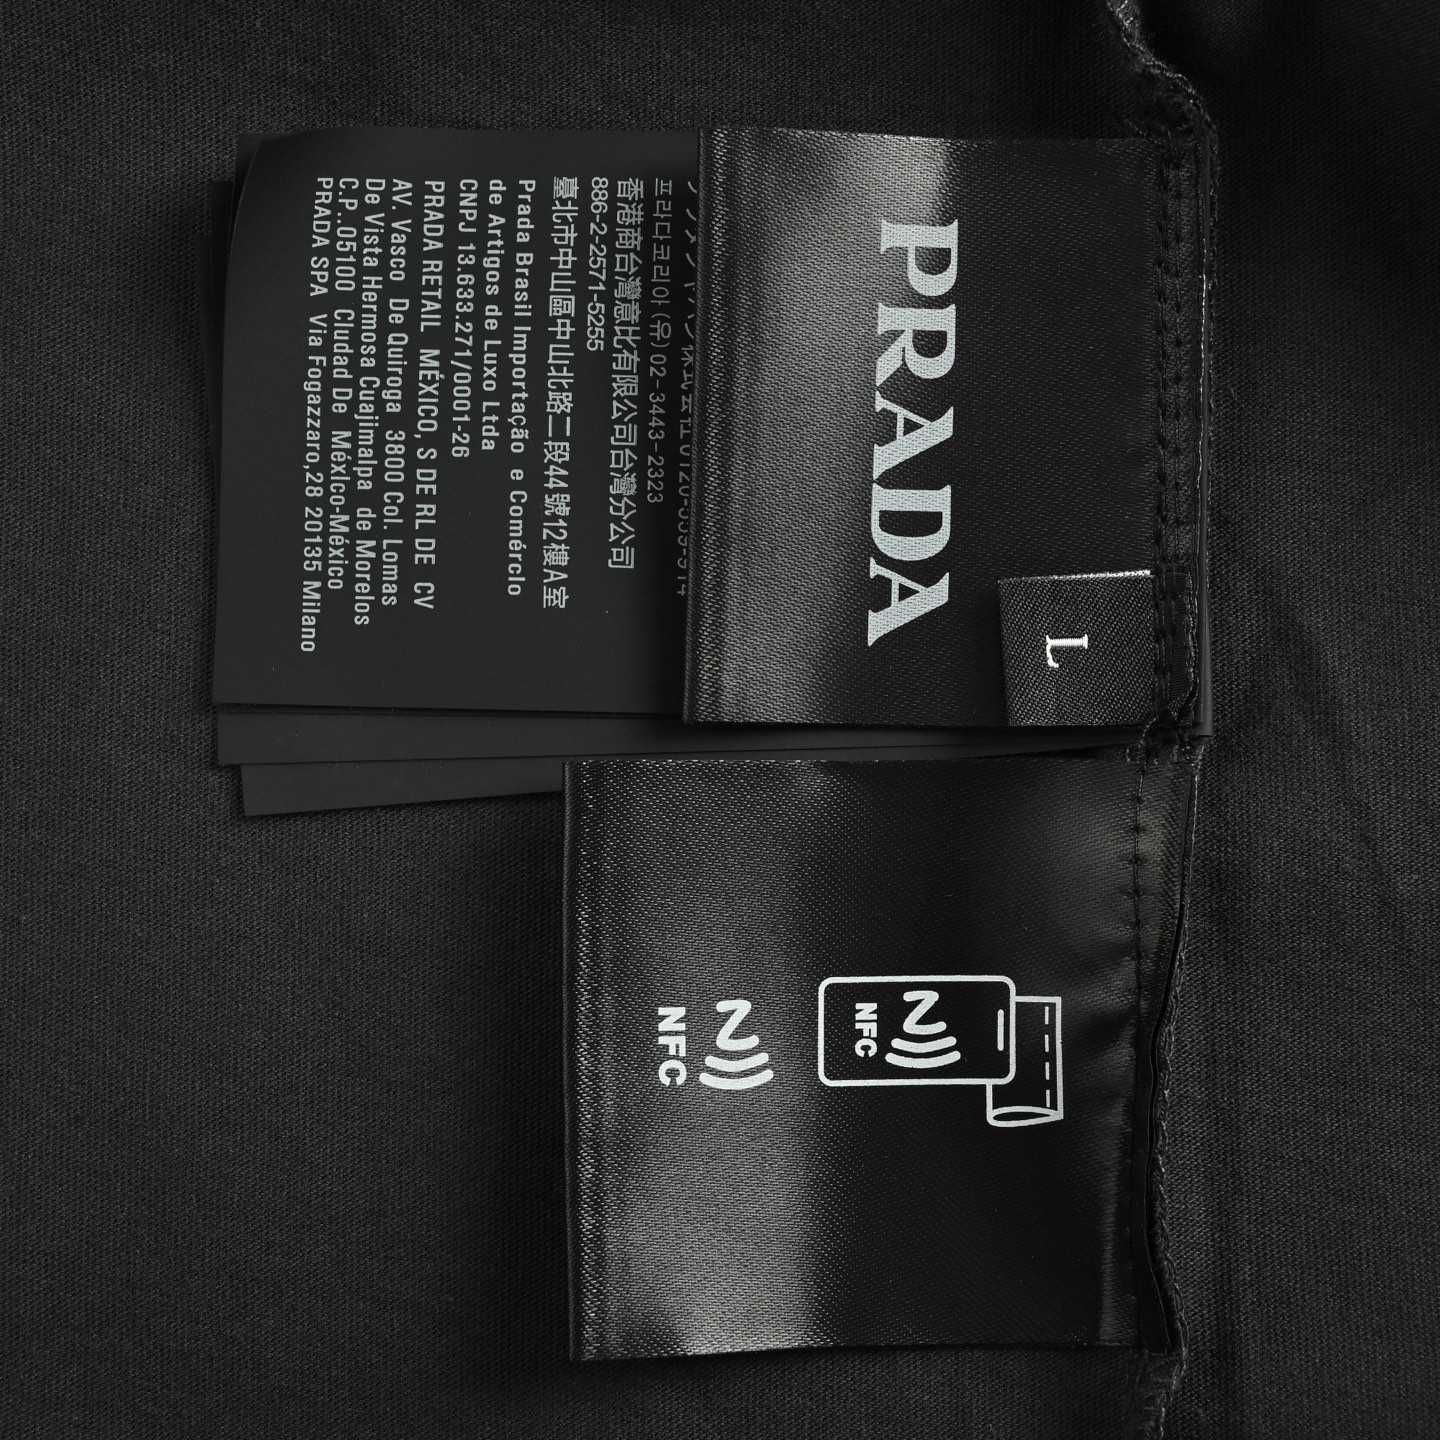 PRADA
L
프라다코리아 (유) 02-3443-2323
香港商台灣意比有限公司台灣分公司
886-2-2571-5255
臺北市中山區中山北路二段44號12樓A室
Prada Brasil Importação e Comércio
de Artigos de Luxo Ltda
CNPJ 13.633.271/0001-26
PRADA RETAIL MÉXICO, S DE RL DE CV
AV. Vasco De Quiroga 3800 Col. Lomas
De Vista Hermosa Cuajimalpa de Morelos
C.P..05100 Ciudad De México-México
PRADA SPA Via Fogazzaro,28 20135 Milano
NFC
NFC